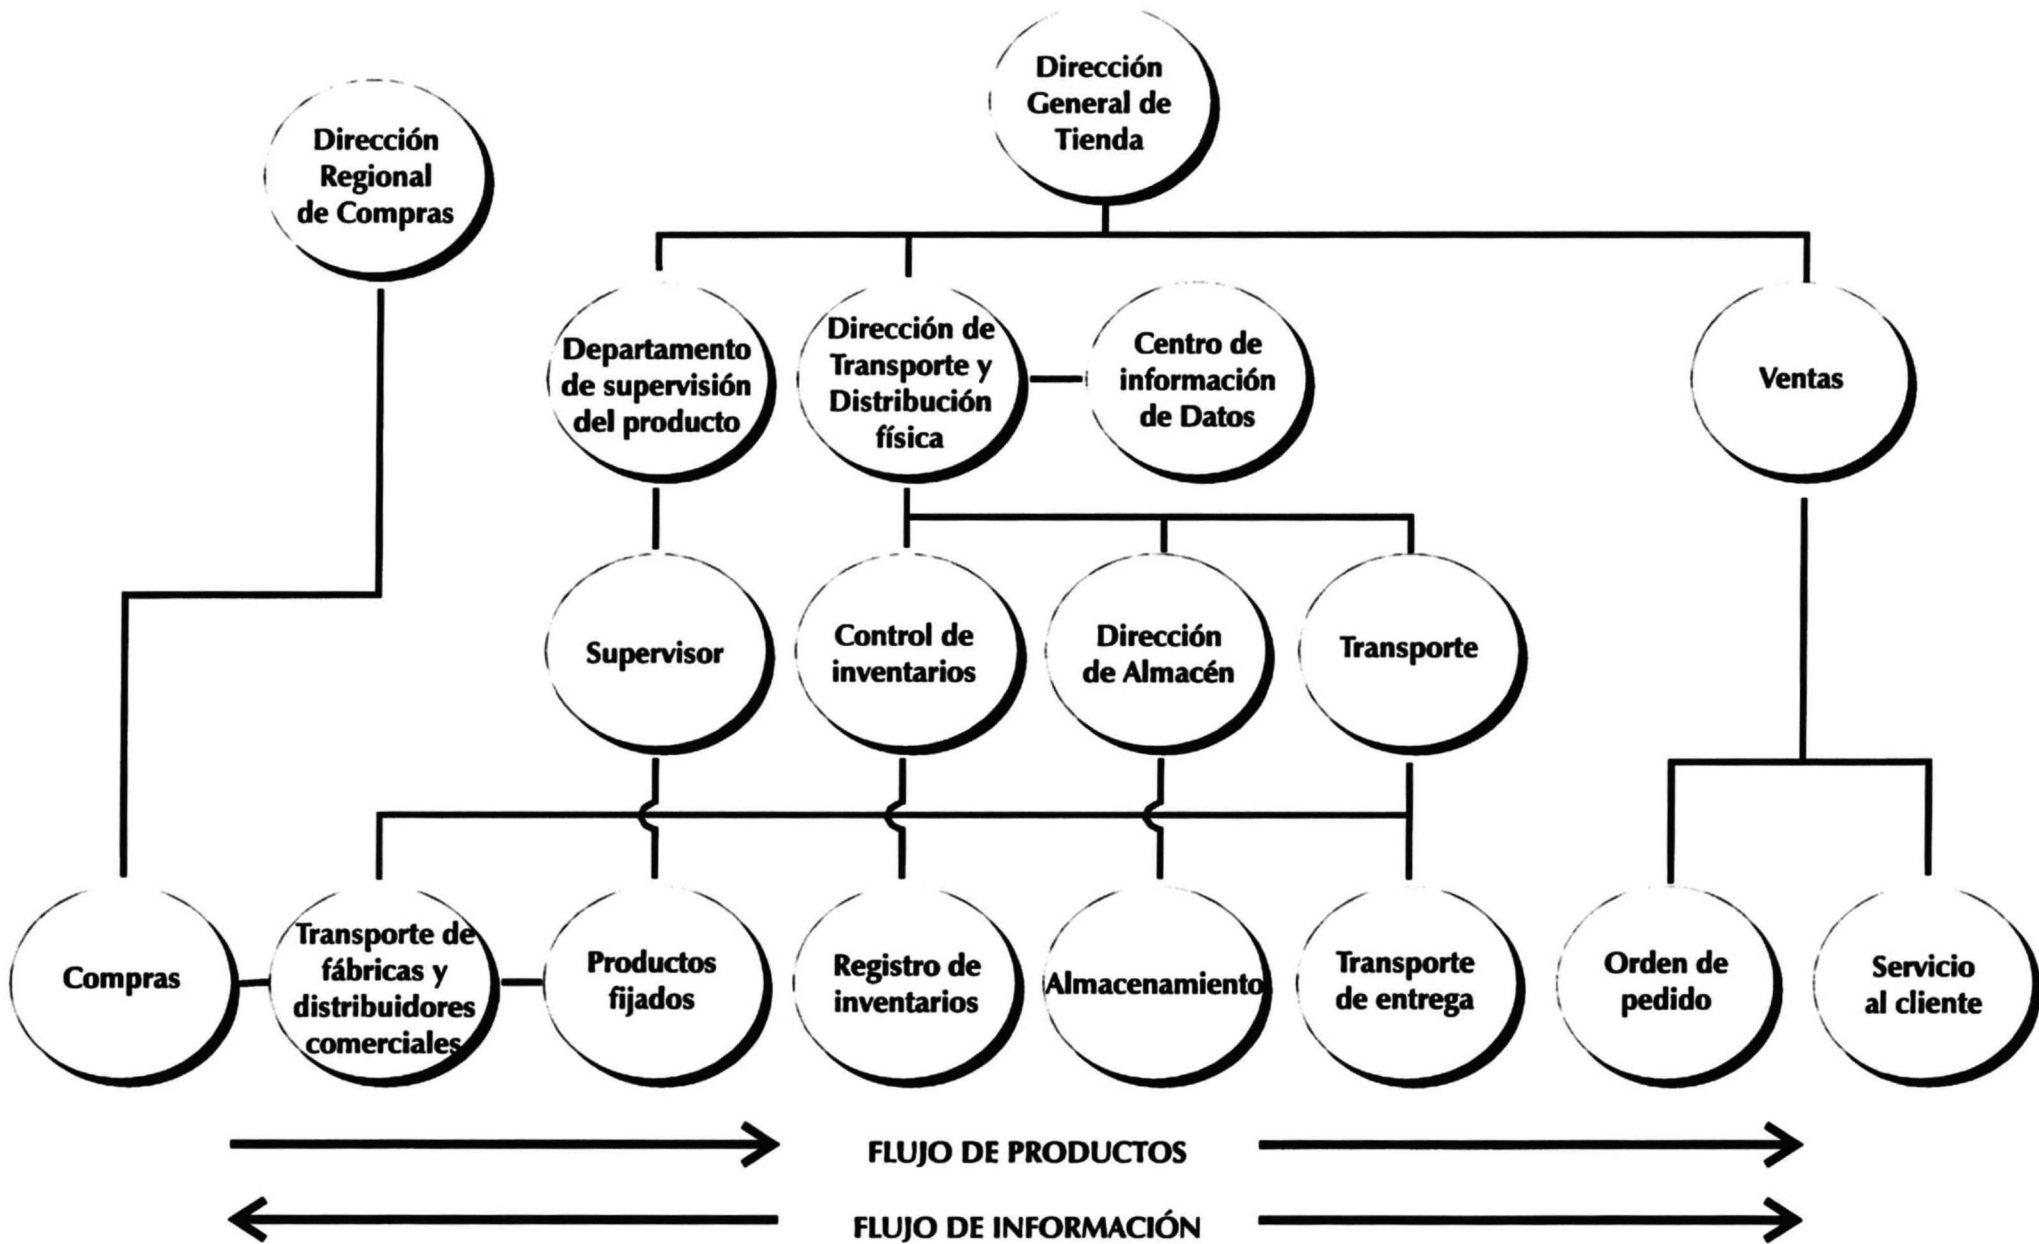 Dirección
General de
Tienda
Dirección
Regional
de Compras
Departamento
de supervisión
del producto
Dirección de
Transporte y
Distribución
física
Centro de
información
de Datos
Ventas
Supervisor
Control de
inventarios
Dirección
de Almacén
Transporte
Compras
Transporte de
fábricas y
distribuidores
comerciales
Productos
fijados
Registro de
inventarios
Almacenamiento
Transporte
de entrega
Orden de
pedido
Servicio
al cliente
FLUJO DE PRODUCTOS
FLUJO DE INFORMACIÓN